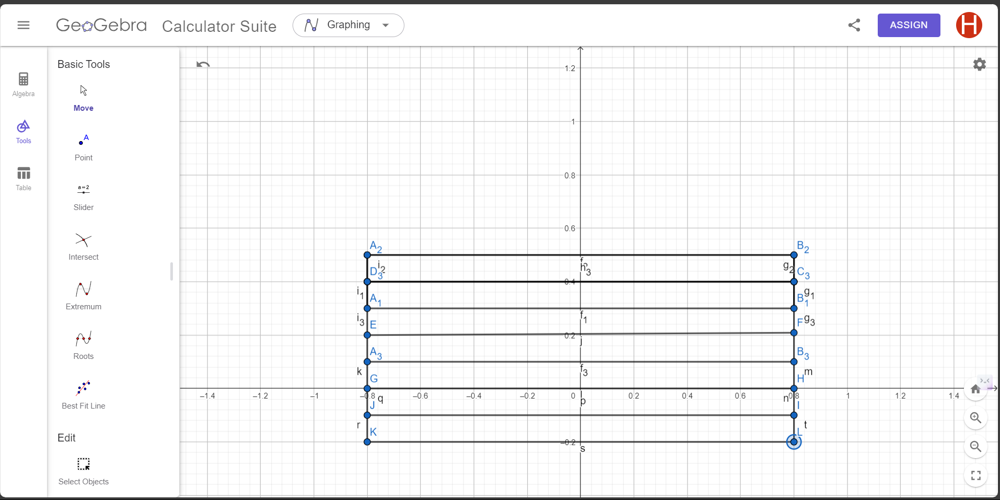 GeoGebra Calculator Suite Graphing ASSIGN H
Basic Tools
Algebra
Move
Tools
A
Point
Table
a=2
Slider
Intersect
Extremum
Roots
Best Fit Line
Edit
Select Objects
1.2
1
0.8
0.6
A2 B2
i2 h3 g2
D3 C3
0.4
i1 g1
A1 B1
i3 f1 g3
E F
0.2
j
A3 B3
k f3 m
G H
–1.4 –1.2 –1 –0.8 –0.6 –0.4 –0.2 0 0.2 0.4 0.6 0.8 1 1.2 1.4
q p n
J I
r t
K L
–0.2
s